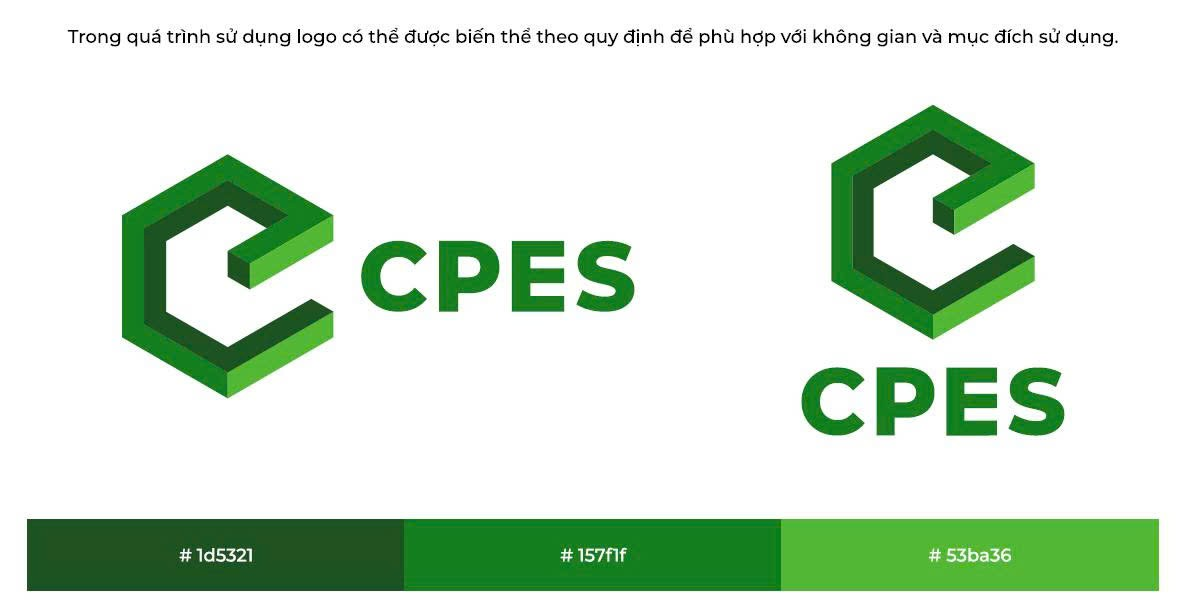 Trong quá trình sử dụng logo có thể được biến thể theo quy định để phù hợp với không gian và mục đích sử dụng.
CPES
CPES
# 1d5321
# 157f1f
# 53ba36